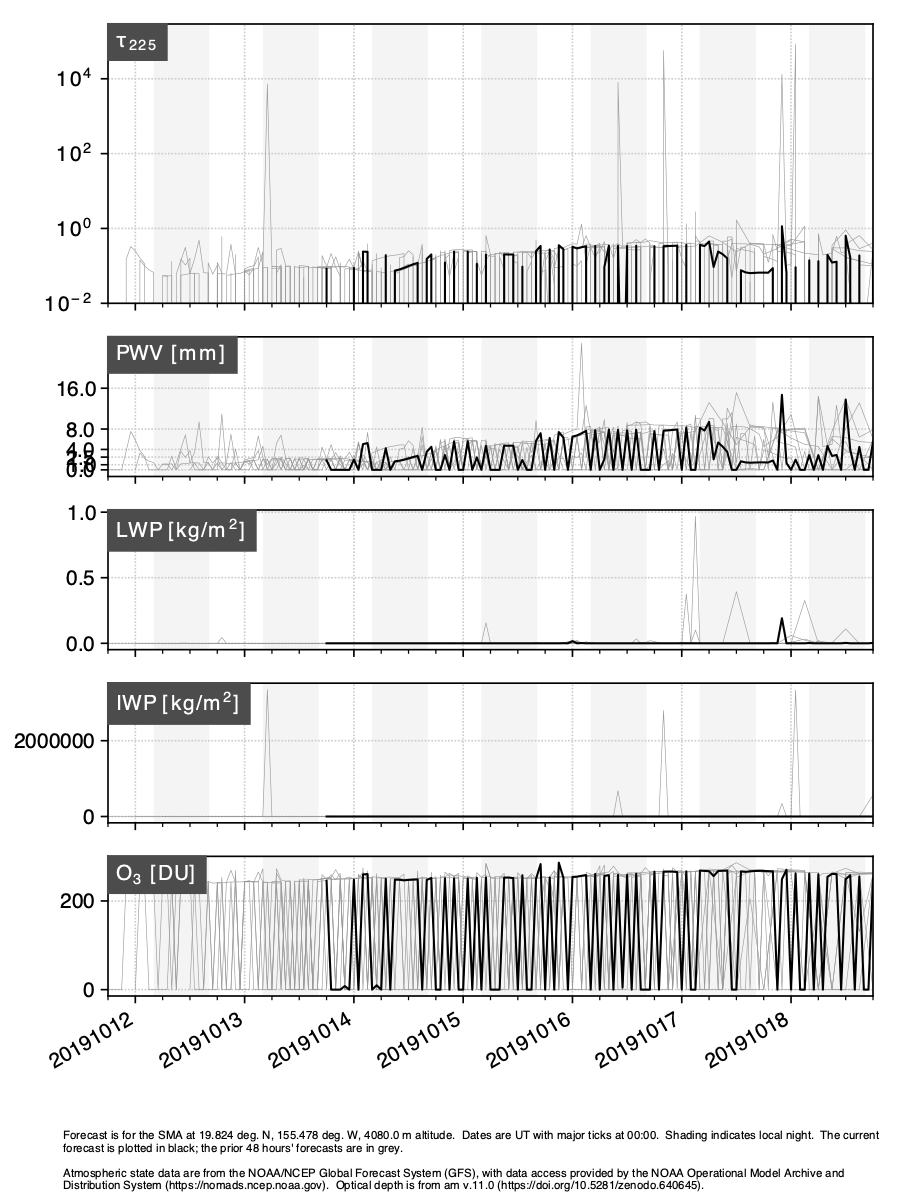 τ225
10⁴
10²
10⁰
10⁻²
PWV [mm]
16.0
8.0
4.0
0.0
LWP [kg/m²]
1.0
0.5
0.0
IWP [kg/m²]
2000000
0
O₃ [DU]
200
0
20191012 20191013 20191014 20191015 20191016 20191017 20191018
Forecast is for the SMA at 19.824 deg. N, 155.478 deg. W, 4080.0 m altitude. Dates are UT with major ticks at 00:00. Shading indicates local night. The current
forecast is plotted in black; the prior 48 hours' forecasts are in grey.
Atmospheric state data are from the NOAA/NCEP Global Forecast System (GFS), with data access provided by the NOAA Operational Model Archive and
Distribution System (https://nomads.ncep.noaa.gov). Optical depth is from am v.11.0 (https://doi.org/10.5281/zenodo.640645).